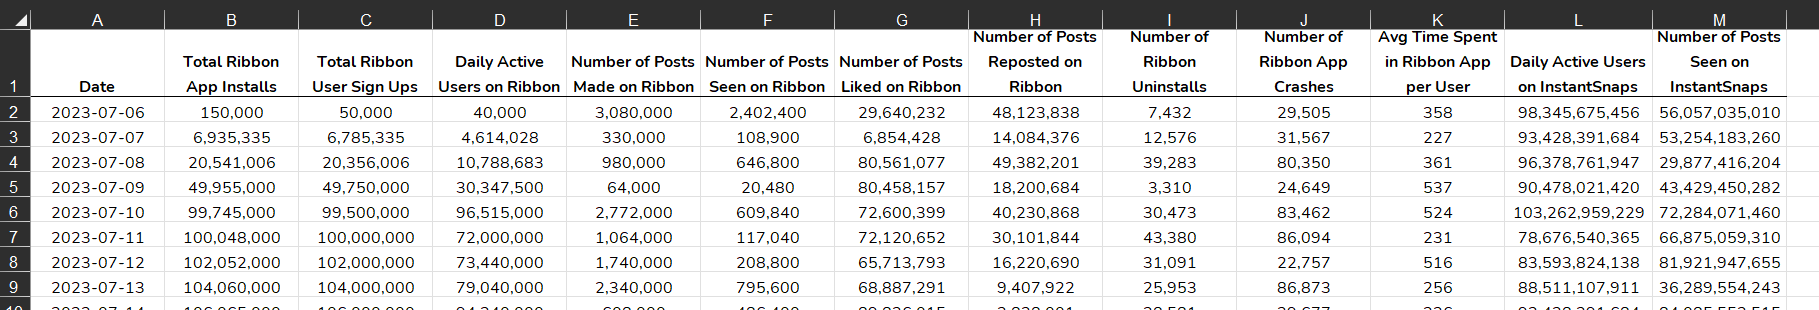 A B C D E F G H I J K L M
1 Date Total Ribbon App Installs Total Ribbon User Sign Ups Daily Active Users on Ribbon Number of Posts Made on Ribbon Number of Posts Seen on Ribbon Number of Posts Liked on Ribbon Number of Posts Reposted on Ribbon Number of Ribbon Uninstalls Number of Ribbon App Crashes Avg Time Spent in Ribbon App per User Daily Active Users on InstantSnaps Number of Posts Seen on InstantSnaps
2 2023-07-06 150,000 50,000 40,000 3,080,000 2,402,400 29,640,232 48,123,838 7,432 29,505 358 98,345,675,456 56,057,035,010
3 2023-07-07 6,935,335 6,785,335 4,614,028 330,000 108,900 6,854,428 14,084,376 12,576 31,567 227 93,428,391,684 53,254,183,260
4 2023-07-08 20,541,006 20,356,006 10,788,683 980,000 646,800 80,561,077 49,382,201 39,283 80,350 361 96,378,761,947 29,877,416,204
5 2023-07-09 49,955,000 49,750,000 30,347,500 64,000 20,480 80,458,157 18,200,684 3,310 24,649 537 90,478,021,420 43,429,450,282
6 2023-07-10 99,745,000 99,500,000 96,515,000 2,772,000 609,840 72,600,399 40,230,868 30,473 83,462 524 103,262,959,229 72,284,071,460
7 2023-07-11 100,048,000 100,000,000 72,000,000 1,064,000 117,040 72,120,652 30,101,844 43,380 86,094 231 78,676,540,365 66,875,059,310
8 2023-07-12 102,052,000 102,000,000 73,440,000 1,740,000 208,800 65,713,793 16,220,690 31,091 22,757 516 83,593,824,138 81,921,947,655
9 2023-07-13 104,060,000 104,000,000 79,040,000 2,340,000 795,600 68,887,291 9,407,922 25,953 86,873 256 88,511,107,911 36,289,554,243